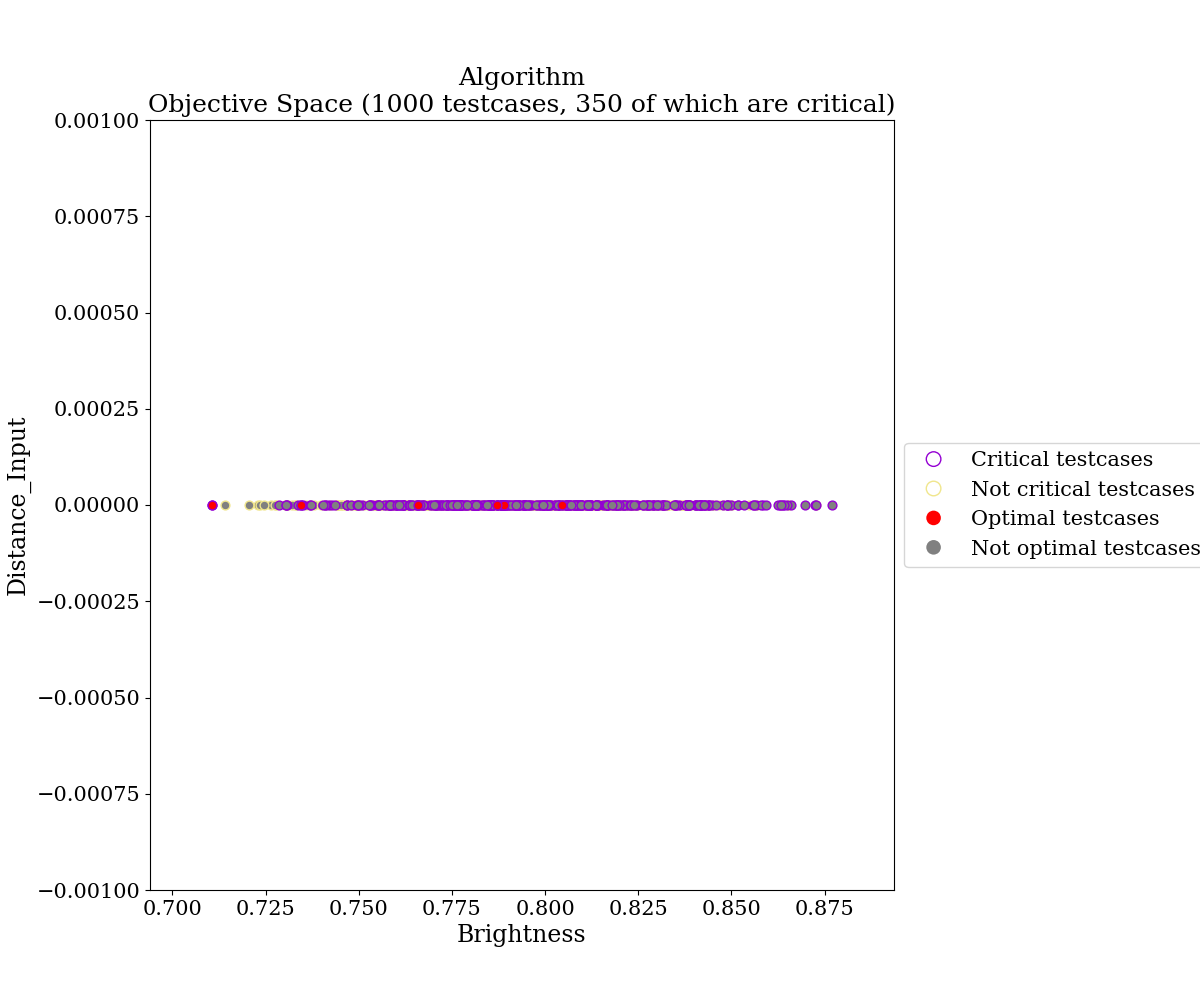 Algorithm
Objective Space (1000 testcases, 350 of which are critical)
0.00100
0.00075
0.00050
0.00025
0.00000
−0.00025
−0.00050
−0.00075
−0.00100
Distance_Input
0.700 0.725 0.750 0.775 0.800 0.825 0.850 0.875
Brightness
Critical testcases
Not critical testcases
Optimal testcases
Not optimal testcases